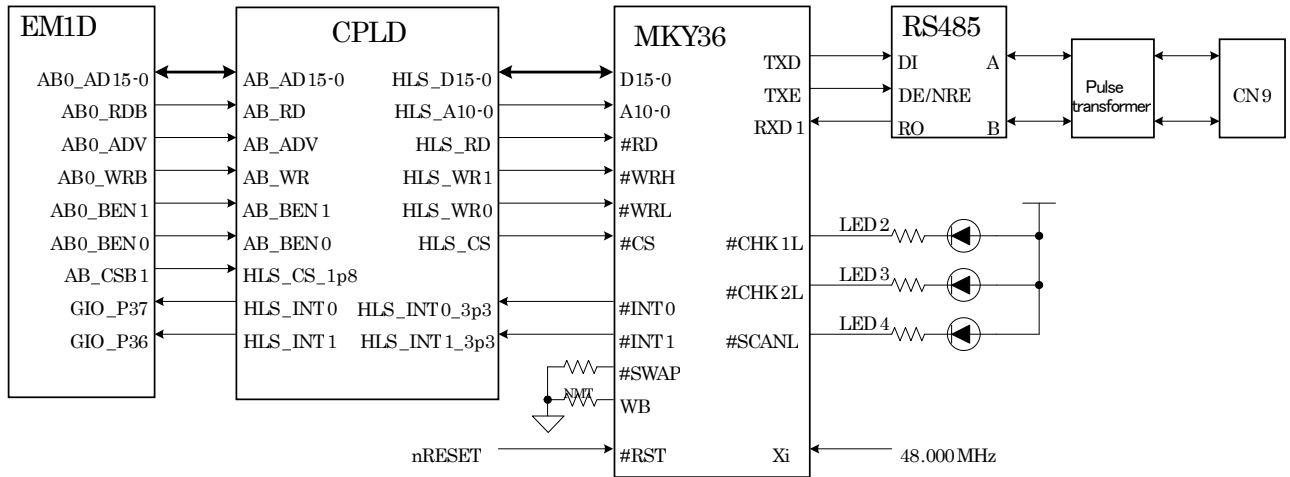 EM1D
AB0_AD15-0
AB0_RDB
AB0_ADV
AB0_WRB
AB0_BEN1
AB0_BEN0
AB_CSB1
GIO_P37
GIO_P36
CPLD
AB_AD15-0 HLS_D15-0
AB_RD HLS_A10-0
AB_ADV HLS_RD
AB_WR HLS_WR1
AB_BEN1 HLS_WR0
AB_BEN0 HLS_CS
HLS_CS_1p8
HLS_INT0 HLS_INT0_3p3
HLS_INT1 HLS_INT1_3p3
MKY36
D15-0 TXD
A10-0 TXE
#RD RXD1
#WRH
#WRL
#CS #CHK1L
#CHK2L
#INT0
#INT1 #SCANL
#SWAP
WB
#RST Xi
NMT
nRESET
48.000MHz
RS485
DI A
DE/NRE
RO B
Pulse
transformer
CN9
LED2
LED3
LED4